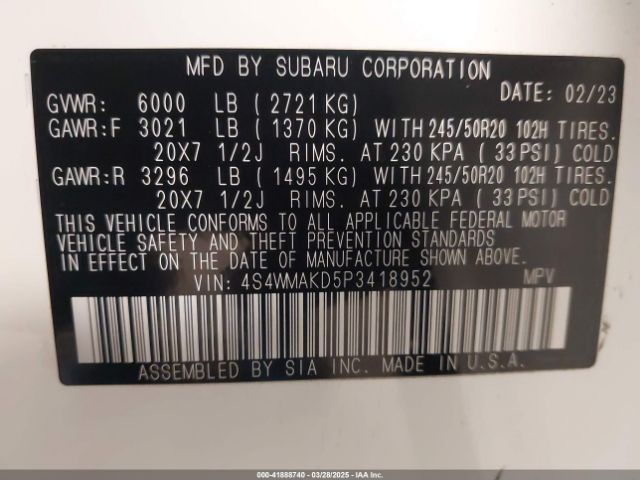 MFD BY SUBARU CORPORATION
DATE: 02/23
GVWR: 6000 LB (2721 KG)
GAWR:F 3021 LB (1370 KG) WITH 245/50R20 102H TIRES.
20X7 1/2J RIMS. AT 230 KPA (33 PSI) COLD
GAWR:R 3296 LB (1495 KG) WITH 245/50R20 102H TIRES.
20X7 1/2J RIMS. AT 230 KPA (33 PSI) COLD
THIS VEHICLE CONFORMS TO ALL APPLICABLE FEDERAL MOTOR
VEHICLE SAFETY AND THEFT PREVENTION STANDARDS
IN EFFECT ON THE DATE OF MANUFACTURE SHOWN ABOVE.
VIN: 4S4WMAKD5P3418952 MPV
ASSEMBLED BY SIA INC. MADE IN U.S.A.
000-41888740 | 03/28/2025 | IAA, Inc.